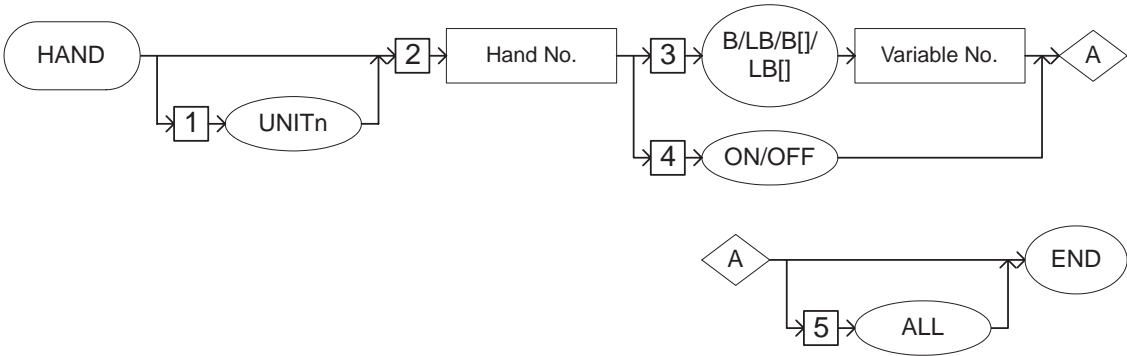 HAND
2
Hand No.
3
B/LB/B[]/
LB[]
Variable No.
A
1
UNITn
4
ON/OFF
A
END
5
ALL